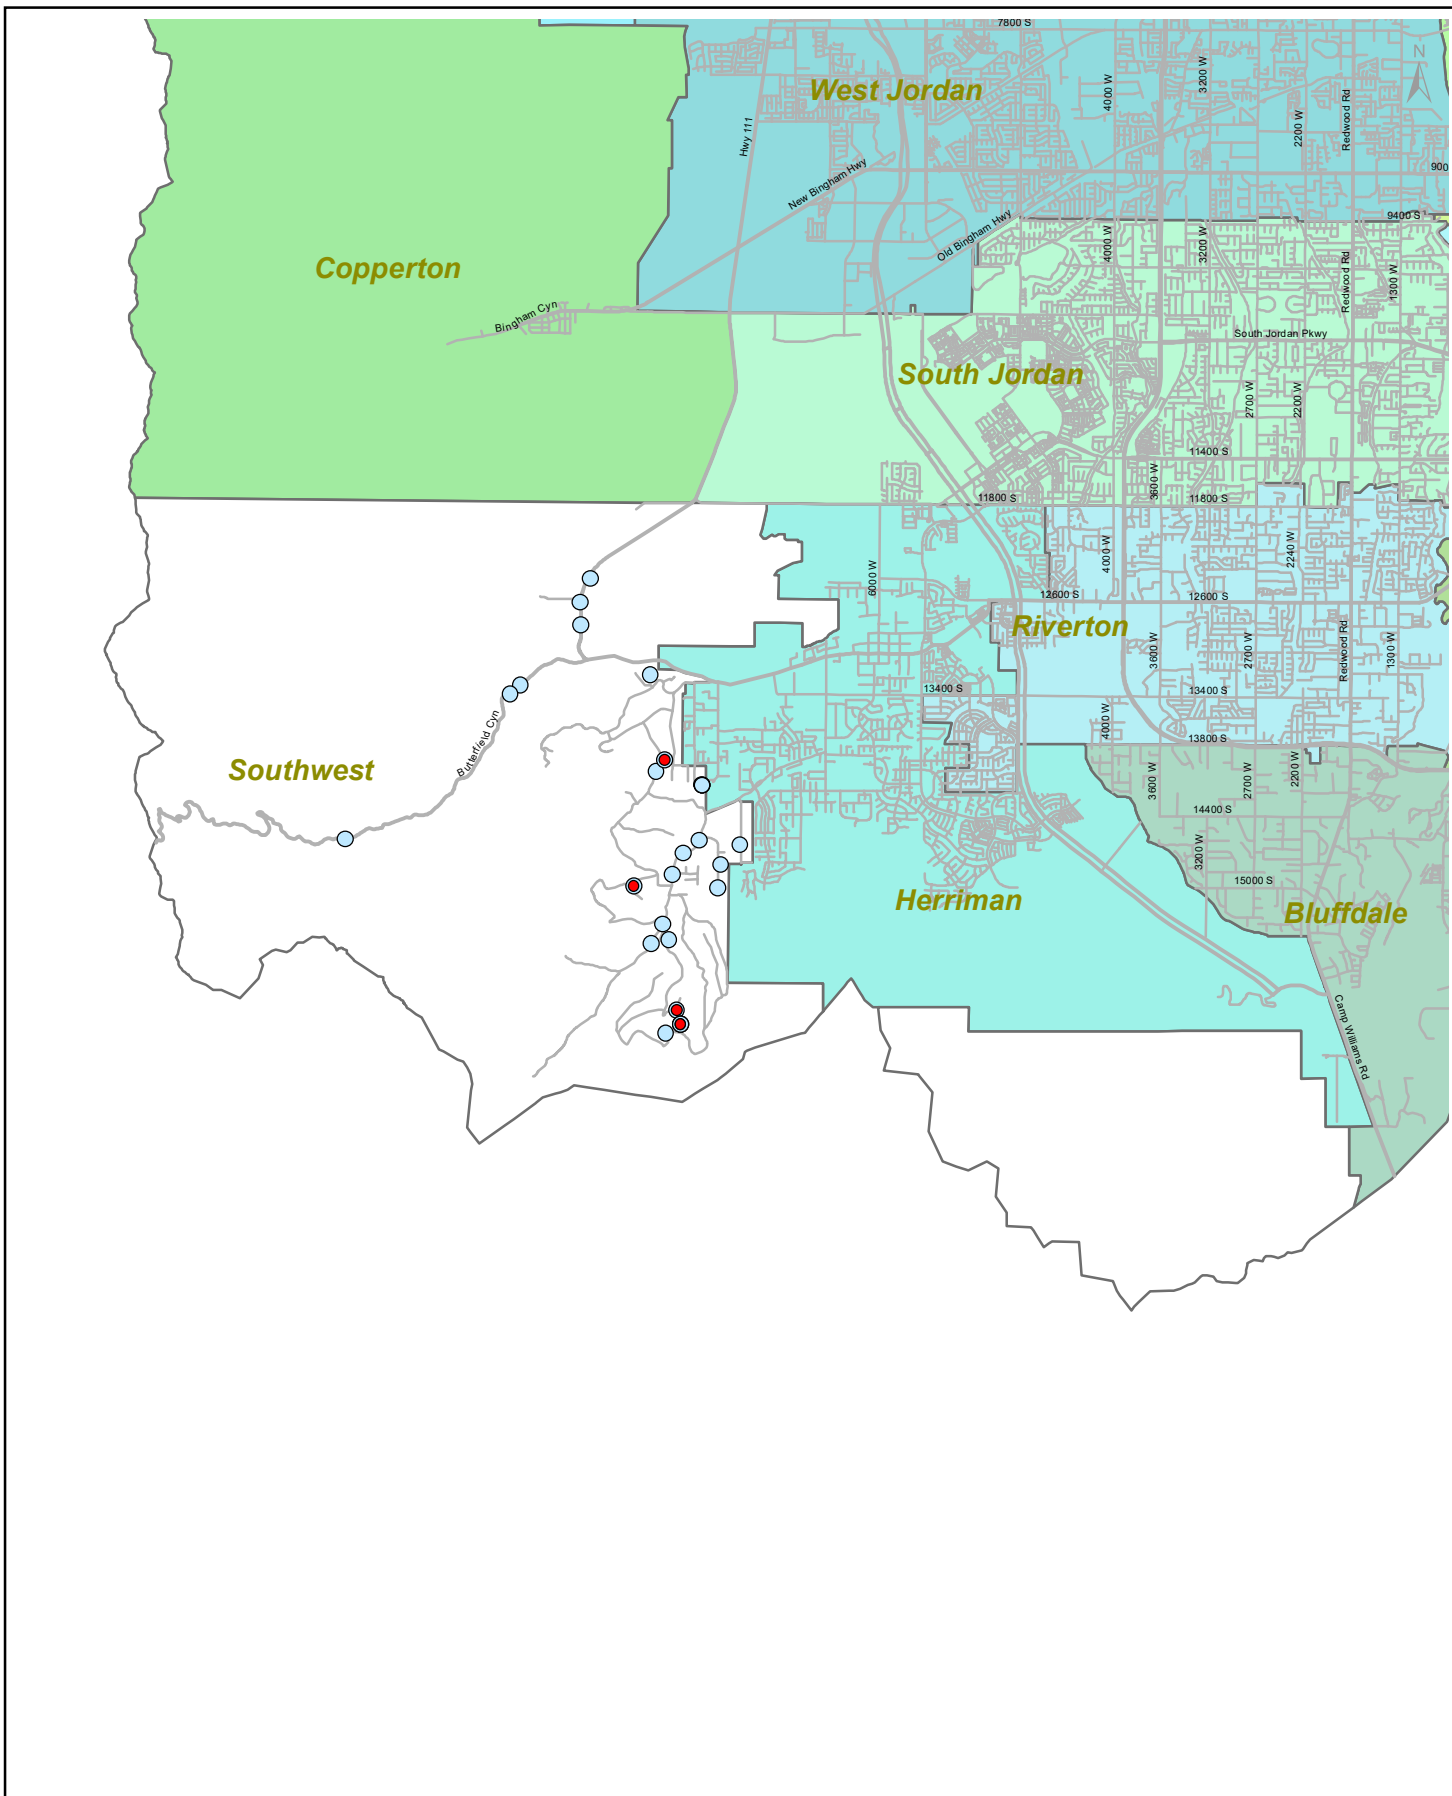 7800 S
N
West Jordan
4000 W
3200 W
2200 W
Redwood Rd
Hwy 111
New Bingham Hwy
900
Old Bingham Hwy
9400 S
4000 W
3200 W
Redwood Rd
1300 W
Copperton
Bingham Cyn
South Jordan Pkwy
South Jordan
2700 W
2200 W
11400 S
3600 W
11800 S
11800 S
6000 W
4000 W
2240 W
12600 S
12600 S
Riverton
3600 W
2700 W
Redwood Rd
1300 W
13400 S
13400 S
4000 W
13800 S
Butterfield Cyn
Southwest
3600 W
2700 W
2200 W
14400 S
3200 W
15000 S
Herriman
Bluffdale
Camp Williams Rd